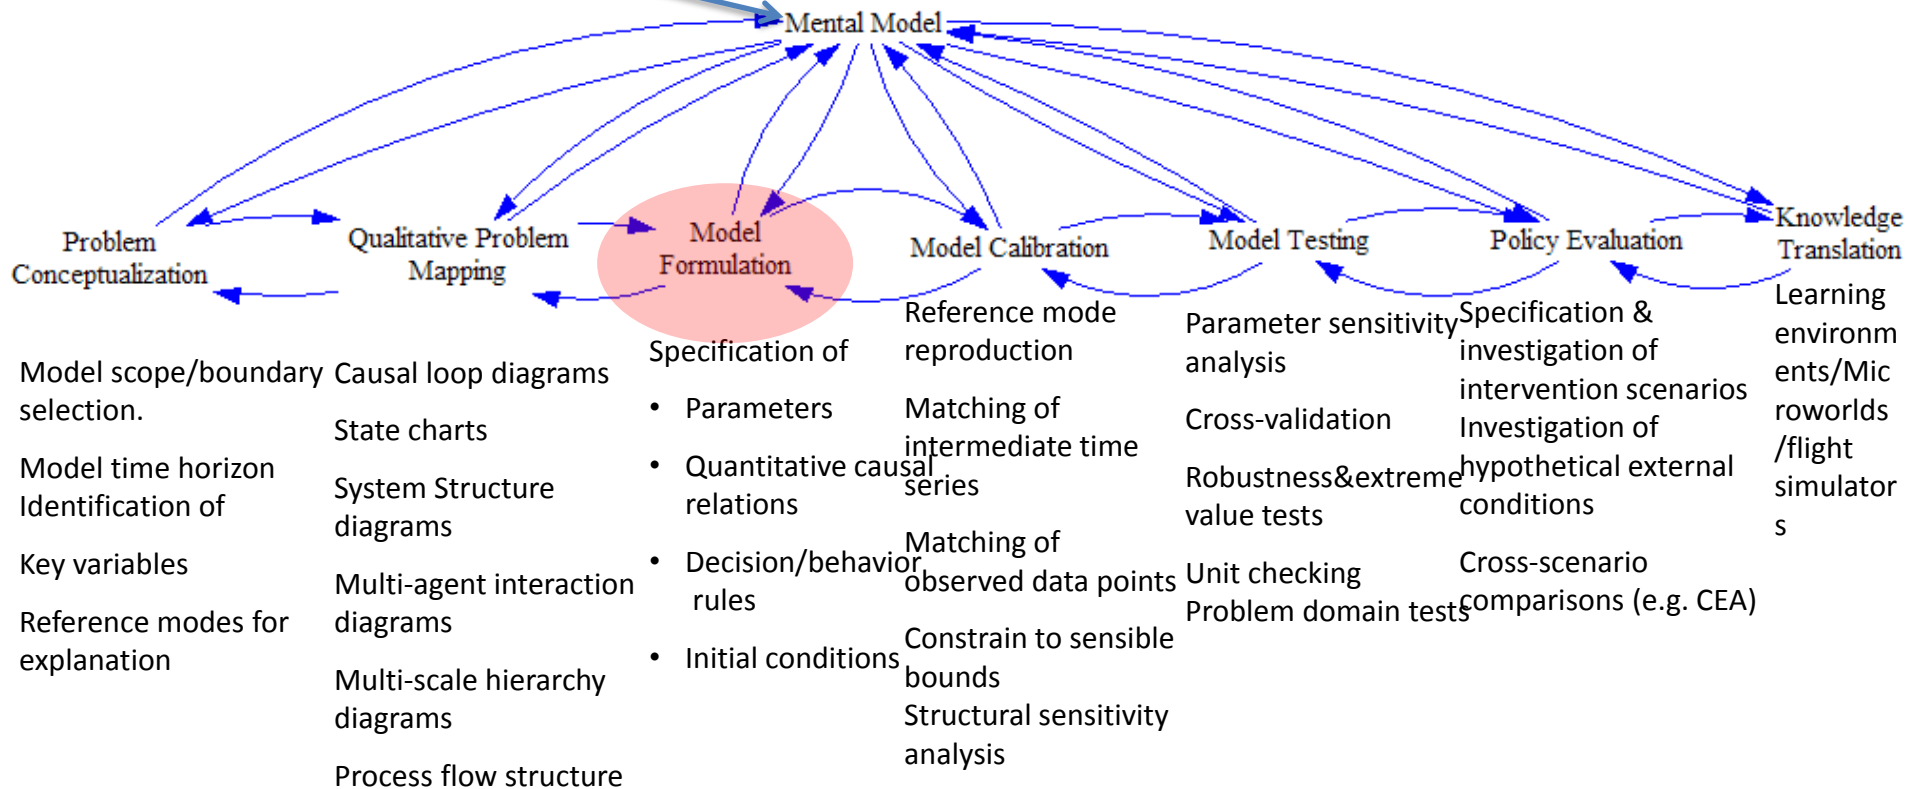 Mental Model
Problem
Conceptualization
Qualitative Problem
Mapping
Model
Formulation
Model Calibration
Model Testing
Policy Evaluation
Knowledge
Translation
Model scope/boundary
selection.
Model time horizon
Identification of
Key variables
Reference modes for
explanation
Causal loop diagrams
State charts
System Structure
diagrams
Multi-agent interaction
diagrams
Multi-scale hierarchy
diagrams
Process flow structure
Specification of
• Parameters
• Quantitative causal
relations
• Decision/behavior
rules
• Initial conditions
Reference mode
reproduction
Matching of
intermediate time
series
Matching of
observed data points
Constrain to sensible
bounds
Structural sensitivity
analysis
Parameter sensitivity
analysis
Cross-validation
Robustness&extreme
value tests
Unit checking
Problem domain tests
Specification &
investigation of
intervention scenarios
Investigation of
hypothetical external
conditions
Cross-scenario
comparisons (e.g. CEA)
Learning
environm
ents/Mic
roworlds
/flight
simulator
s